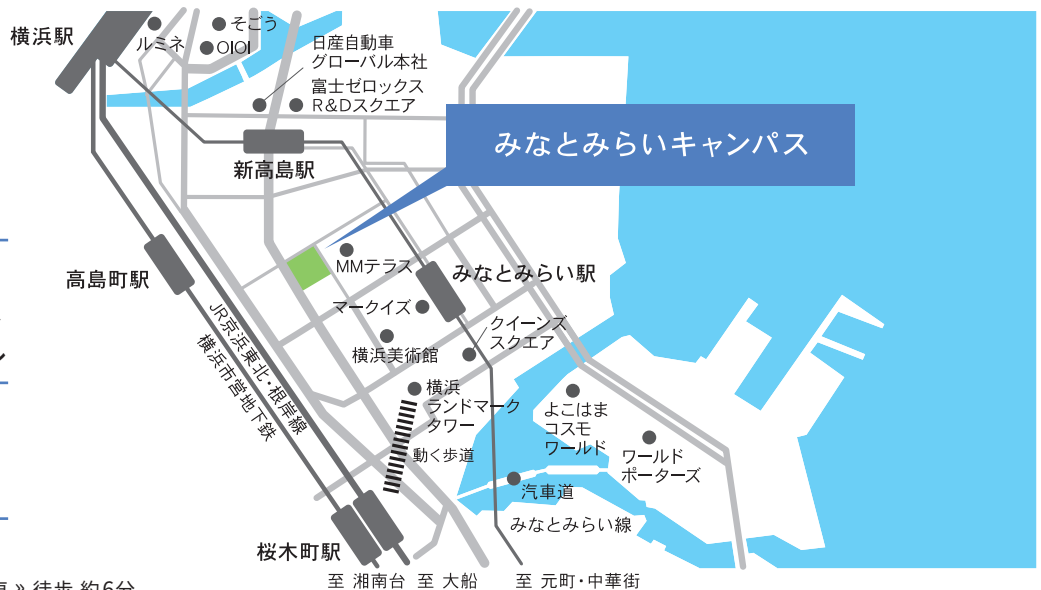 横浜駅
ルミネ
そごう
OIOI
日産自動車
グローバル本社
富士ゼロックス
R&Dスクエア
みなとみらいキャンパス
新高島駅
高島町駅
MMテラス
みなとみらい駅
マークイズ
クイーンズ
スクエア
横浜美術館
JR京浜東北・根岸線
横浜市営地下鉄
横浜
ランドマーク
タワー
動く歩道
よこはま
コスモ
ワールド
ワールド
ポーターズ
汽車道
みなとみらい線
桜木町駅
至 湘南台
至 大船
至 元町・中華街
» 徒歩 約6分